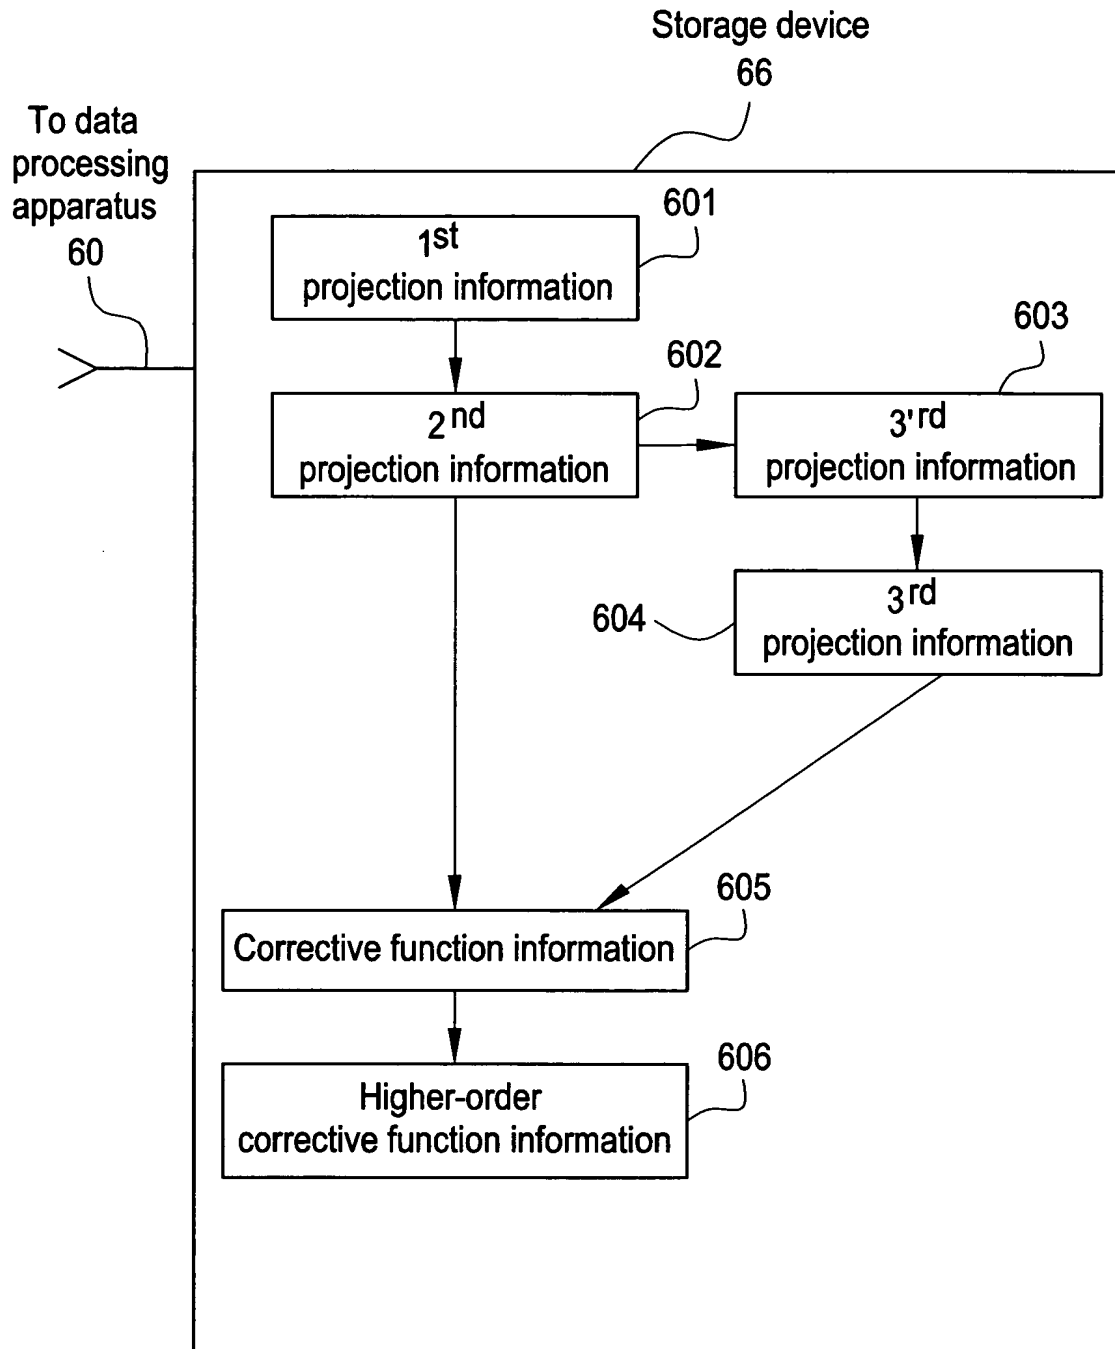 Storage device
66
To data
processing
apparatus
60
601
1st
projection information
602
2nd
projection information
603
3'rd
projection information
604
3rd
projection information
605
Corrective function information
606
Higher-order
corrective function information